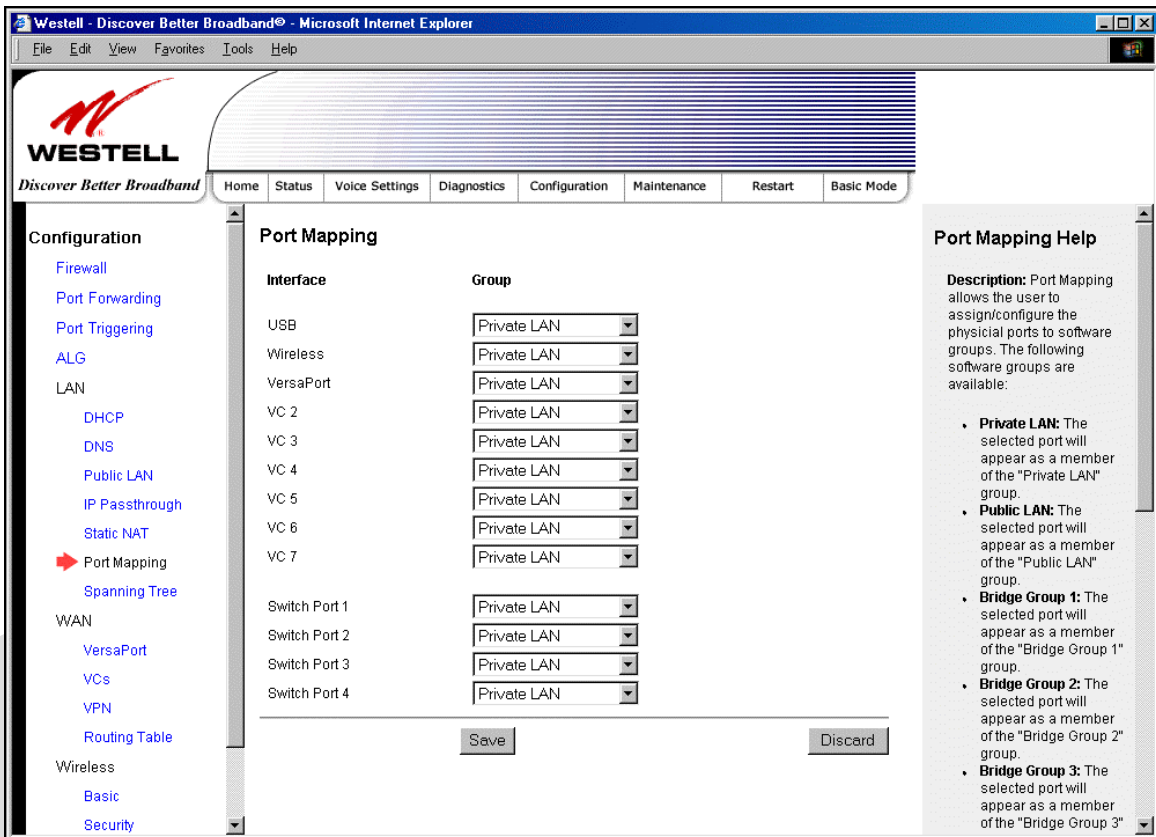 Westell - Discover Better Broadband® - Microsoft Internet Explorer
File Edit View Favorites Tools Help
WESTELL
Discover Better Broadband
Home Status Voice Settings Diagnostics Configuration Maintenance Restart Basic Mode
Configuration
Firewall
Port Forwarding
Port Triggering
ALG
LAN
DHCP
DNS
Public LAN
IP Passthrough
Static NAT
Port Mapping
Spanning Tree
WAN
VersaPort
VCs
VPN
Routing Table
Wireless
Basic
Security
Port Mapping
Interface Group
USB Private LAN
Wireless Private LAN
VersaPort Private LAN
VC 2 Private LAN
VC 3 Private LAN
VC 4 Private LAN
VC 5 Private LAN
VC 6 Private LAN
VC 7 Private LAN
Switch Port 1 Private LAN
Switch Port 2 Private LAN
Switch Port 3 Private LAN
Switch Port 4 Private LAN
Save Discard
Port Mapping Help
Description: Port Mapping
allows the user to
assign/configure the
physicial ports to software
groups. The following
software groups are
available:
• Private LAN: The
selected port will
appear as a member
of the "Private LAN"
group.
• Public LAN: The
selected port will
appear as a member
of the "Public LAN"
group.
• Bridge Group 1: The
selected port will
appear as a member
of the "Bridge Group 1"
group.
• Bridge Group 2: The
selected port will
appear as a member
of the "Bridge Group 2"
group.
• Bridge Group 3: The
selected port will
appear as a member
of the "Bridge Group 3"